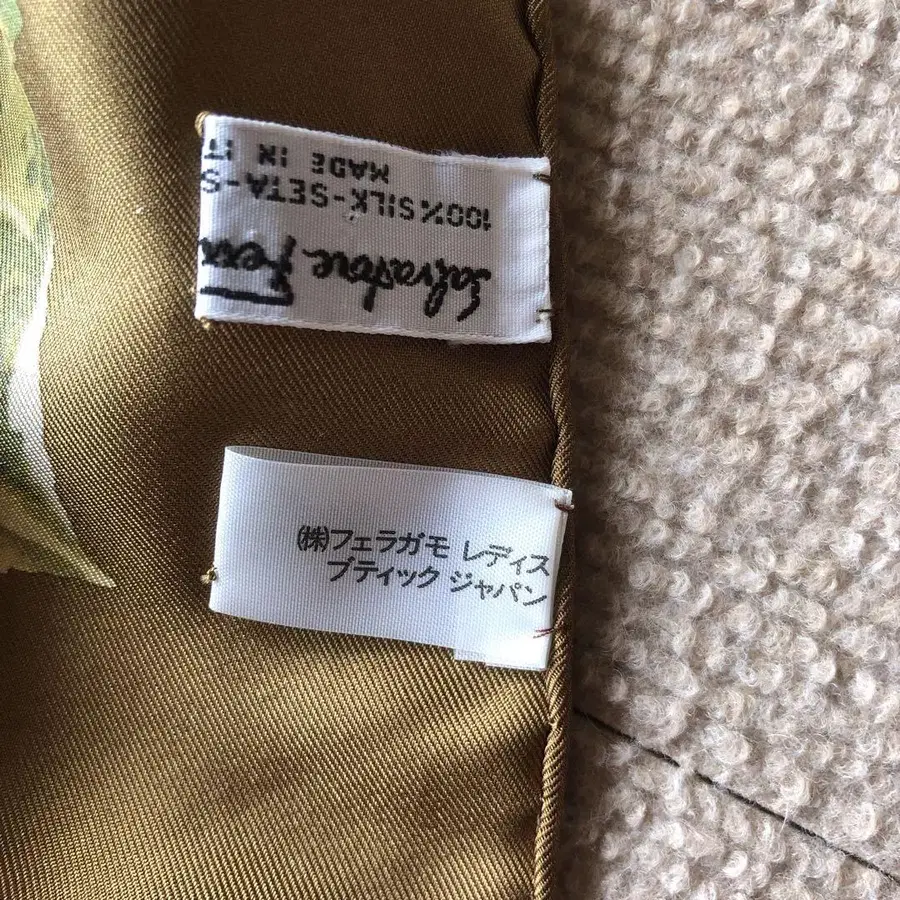 Salvatore Fer
100% SILK-SETA-S
MADE IN IT
㈱フェラガモ レディス
ブティック ジャパン